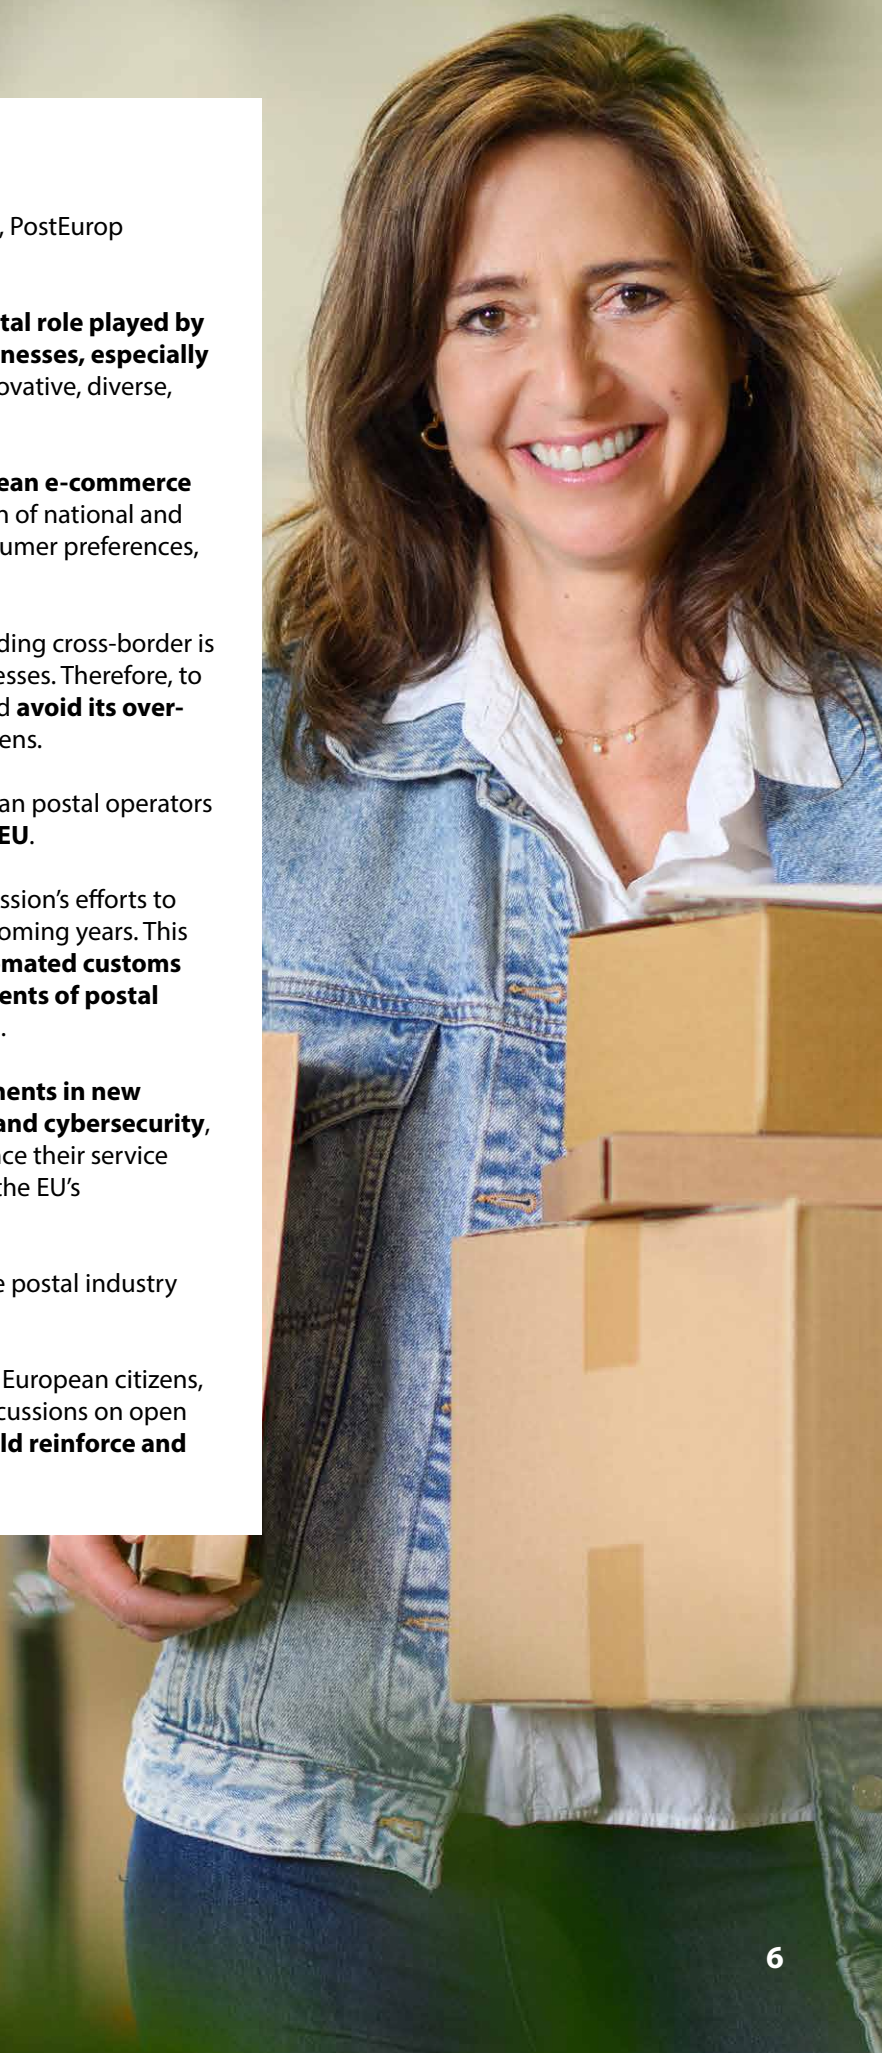 , PostEurop
tal role played by
nesses, especially
ovative, diverse,
ean e-commerce
n of national and
umer preferences,
ding cross-border is
esses. Therefore, to
d avoid its over-
ens.
an postal operators
EU.
ssion’s efforts to
oming years. This
mated customs
ents of postal
.
nents in new
and cybersecurity,
ce their service
the EU’s
e postal industry
European citizens,
cussions on open
ld reinforce and
6